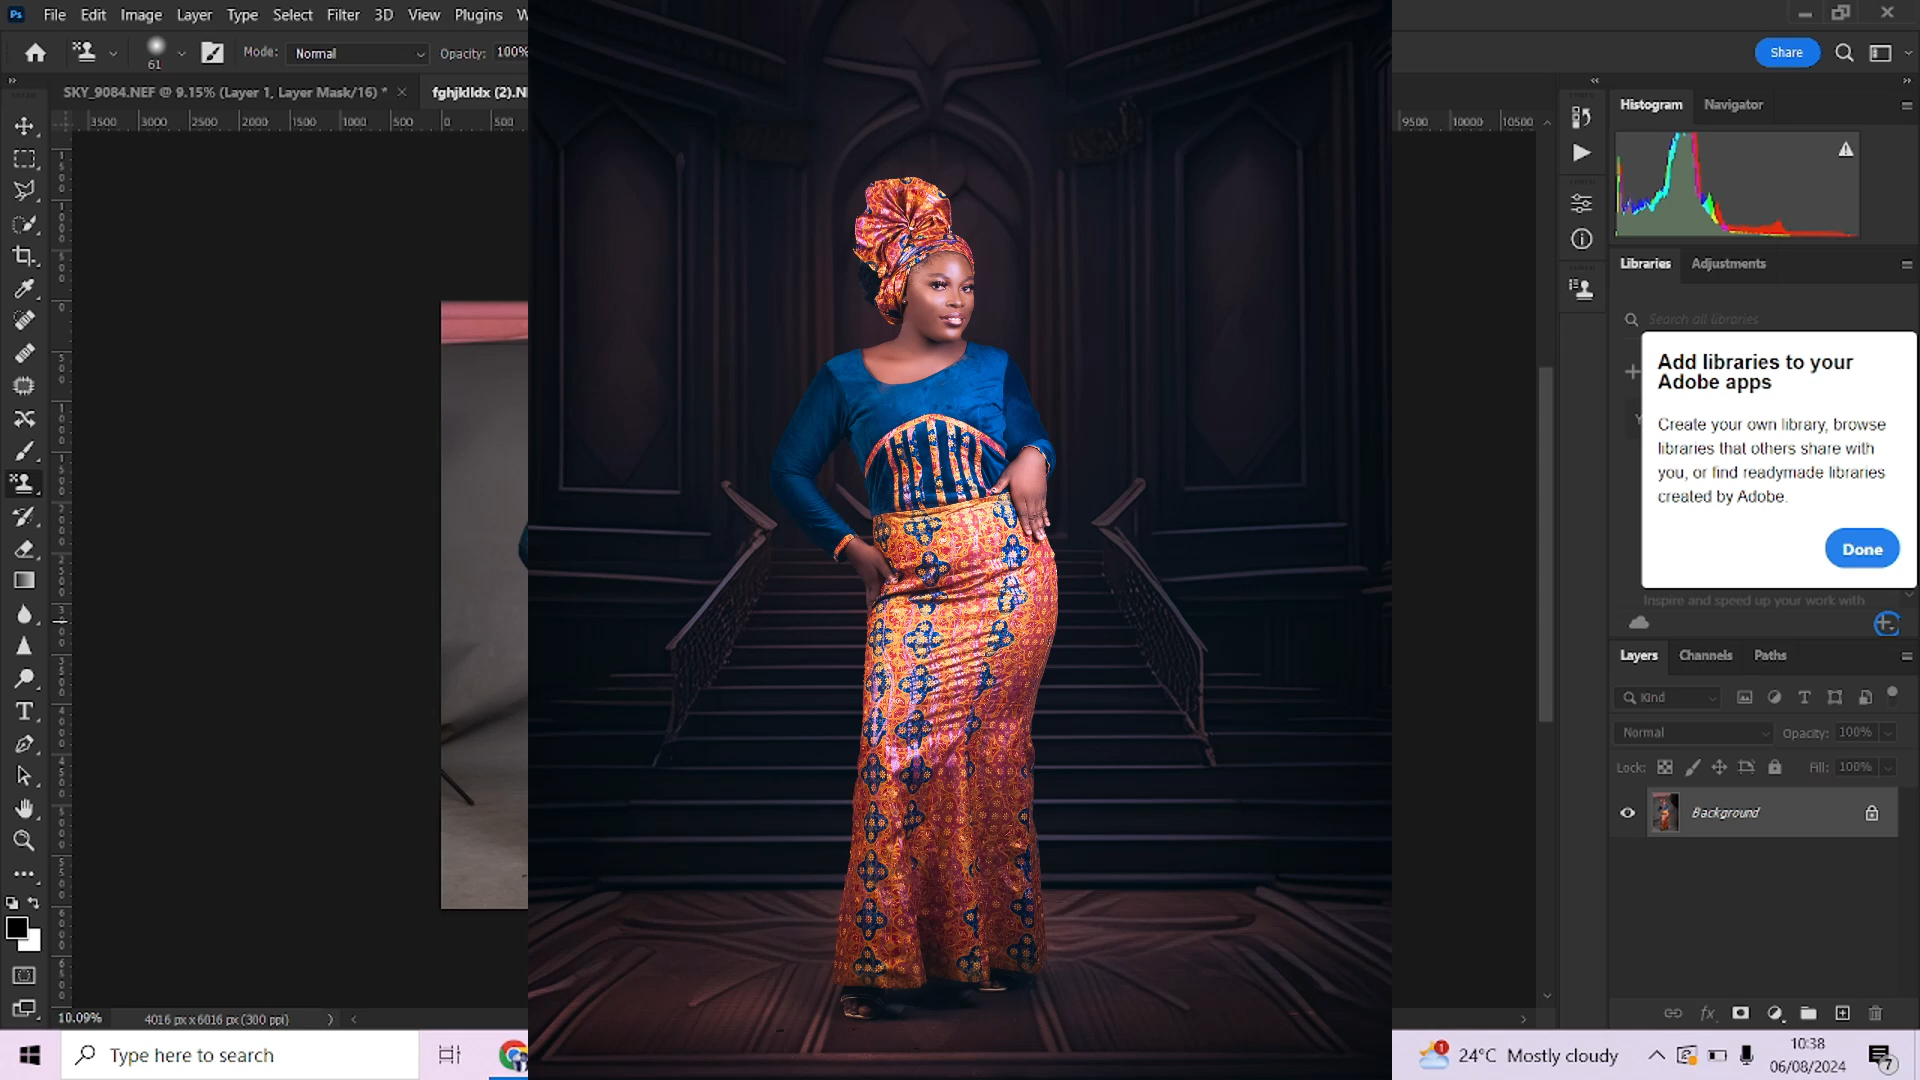 Ps File Edit Image Layer Type Select Filter 3D View Plugins W
61 Mode: Normal Opacity: 100% Share
SKY_9084.NEF @ 9.15% (Layer 1, Layer Mask/16) * × fghjklldx (2).N
3500 3000 2500 2000 1500 1000 500 0 500 9500 10000 10500
Histogram Navigator
Libraries Adjustments
Search all libraries
Add libraries to your
Adobe apps
Create your own library, browse
libraries that others share with
you, or find readymade libraries
created by Adobe.
Done
Inspire and speed up your work with
Layers Channels Paths
Kind
Normal Opacity: 100%
Lock: Fill: 100%
Background
10.09% 4016 px x 6016 px (300 ppi)
Type here to search
24°C Mostly cloudy
10:38
06/08/2024
7